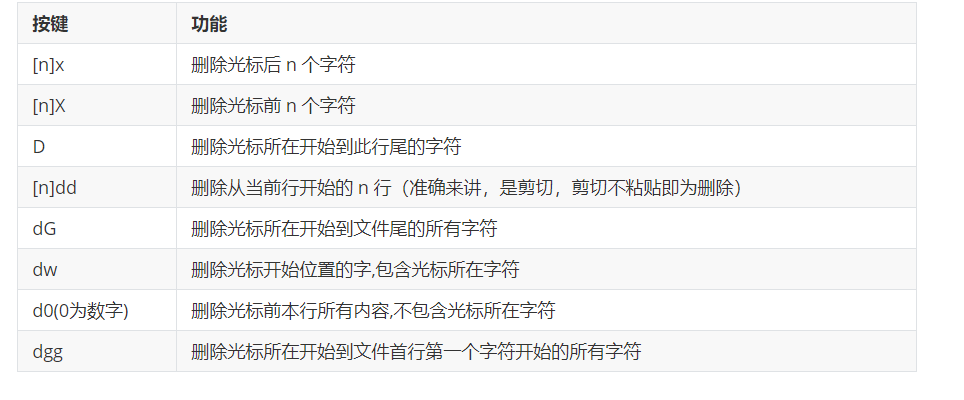 按键 功能
[n]x 删除光标后 n 个字符
[n]X 删除光标前 n 个字符
D 删除光标所在开始到此行尾的字符
[n]dd 删除从当前行开始的 n 行（准确来讲，是剪切，剪切不粘贴即为删除）
dG 删除光标所在开始到文件尾的所有字符
dw 删除光标开始位置的字,包含光标所在字符
d0(0为数字) 删除光标前本行所有内容,不包含光标所在字符
dgg 删除光标所在开始到文件首行第一个字符开始的所有字符